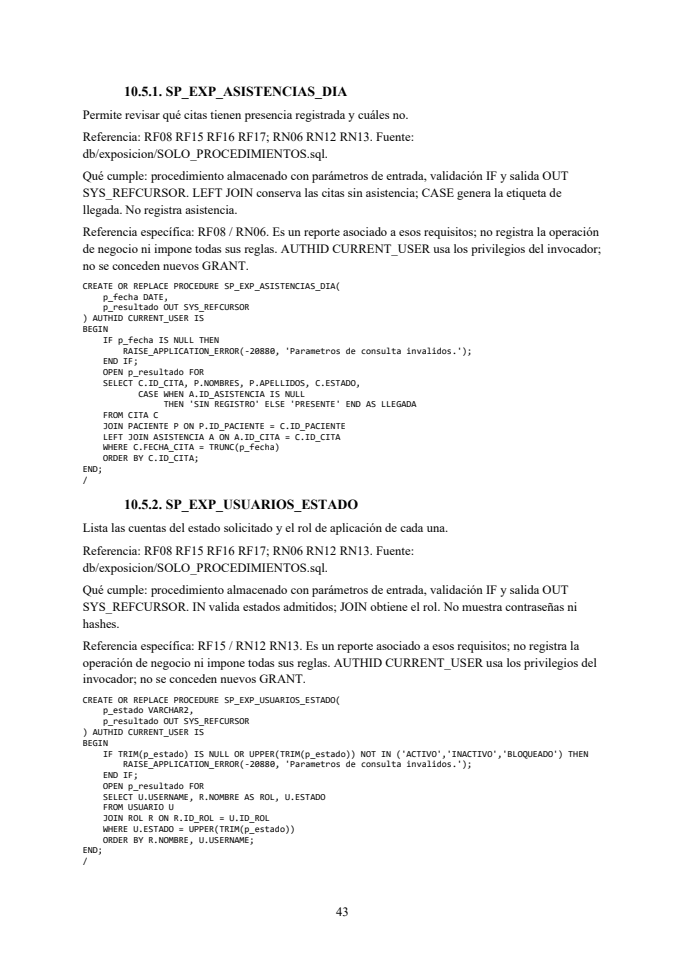 10.5.1. SP_EXP_ASISTENCIAS_DIA
Permite revisar qué citas tienen presencia registrada y cuáles no.
Referencia: RF08 RF15 RF16 RF17; RN06 RN12 RN13. Fuente:
db/exposicion/SOLO_PROCEDIMIENTOS.sql.
Qué cumple: procedimiento almacenado con parámetros de entrada, validación IF y salida OUT
SYS_REFCURSOR. LEFT JOIN conserva las citas sin asistencia; CASE genera la etiqueta de
llegada. No registra asistencia.
Referencia específica: RF08 / RN06. Es un reporte asociado a esos requisitos; no registra la operación
de negocio ni impone todas sus reglas. AUTHID CURRENT_USER usa los privilegios del invocador;
no se conceden nuevos GRANT.
CREATE OR REPLACE PROCEDURE SP_EXP_ASISTENCIAS_DIA(
    p_fecha DATE,
    p_resultado OUT SYS_REFCURSOR
) AUTHID CURRENT_USER IS
BEGIN
    IF p_fecha IS NULL THEN
        RAISE_APPLICATION_ERROR(-20880, 'Parametros de consulta invalidos.');
    END IF;
    OPEN p_resultado FOR
    SELECT C.ID_CITA, P.NOMBRES, P.APELLIDOS, C.ESTADO,
           CASE WHEN A.ID_ASISTENCIA IS NULL
                THEN 'SIN REGISTRO' ELSE 'PRESENTE' END AS LLEGADA
    FROM CITA C
    JOIN PACIENTE P ON P.ID_PACIENTE = C.ID_PACIENTE
    LEFT JOIN ASISTENCIA A ON A.ID_CITA = C.ID_CITA
    WHERE C.FECHA_CITA = TRUNC(p_fecha)
    ORDER BY C.ID_CITA;
END;
/
10.5.2. SP_EXP_USUARIOS_ESTADO
Lista las cuentas del estado solicitado y el rol de aplicación de cada una.
Referencia: RF08 RF15 RF16 RF17; RN06 RN12 RN13. Fuente:
db/exposicion/SOLO_PROCEDIMIENTOS.sql.
Qué cumple: procedimiento almacenado con parámetros de entrada, validación IF y salida OUT
SYS_REFCURSOR. IN valida estados admitidos; JOIN obtiene el rol. No muestra contraseñas ni
hashes.
Referencia específica: RF15 / RN12 RN13. Es un reporte asociado a esos requisitos; no registra la
operación de negocio ni impone todas sus reglas. AUTHID CURRENT_USER usa los privilegios del
invocador; no se conceden nuevos GRANT.
CREATE OR REPLACE PROCEDURE SP_EXP_USUARIOS_ESTADO(
    p_estado VARCHAR2,
    p_resultado OUT SYS_REFCURSOR
) AUTHID CURRENT_USER IS
BEGIN
    IF TRIM(p_estado) IS NULL OR UPPER(TRIM(p_estado)) NOT IN ('ACTIVO','INACTIVO','BLOQUEADO') THEN
        RAISE_APPLICATION_ERROR(-20880, 'Parametros de consulta invalidos.');
    END IF;
    OPEN p_resultado FOR
    SELECT U.USERNAME, R.NOMBRE AS ROL, U.ESTADO
    FROM USUARIO U
    JOIN ROL R ON R.ID_ROL = U.ID_ROL
    WHERE U.ESTADO = UPPER(TRIM(p_estado))
    ORDER BY R.NOMBRE, U.USERNAME;
END;
/
43